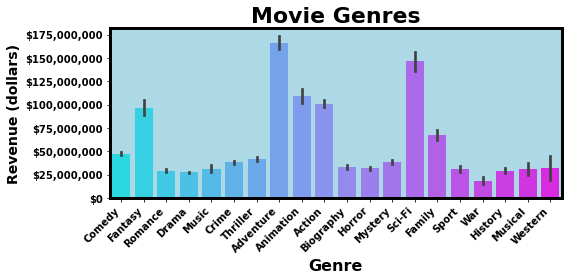 Movie Genres
Revenue (dollars)
$175,000,000
$150,000,000
$125,000,000
$100,000,000
$75,000,000
$50,000,000
$25,000,000
$0
Comedy
Fantasy
Romance
Drama
Music
Crime
Thriller
Adventure
Animation
Action
Biography
Horror
Mystery
Sci-Fi
Family
Sport
War
History
Musical
Western
Genre